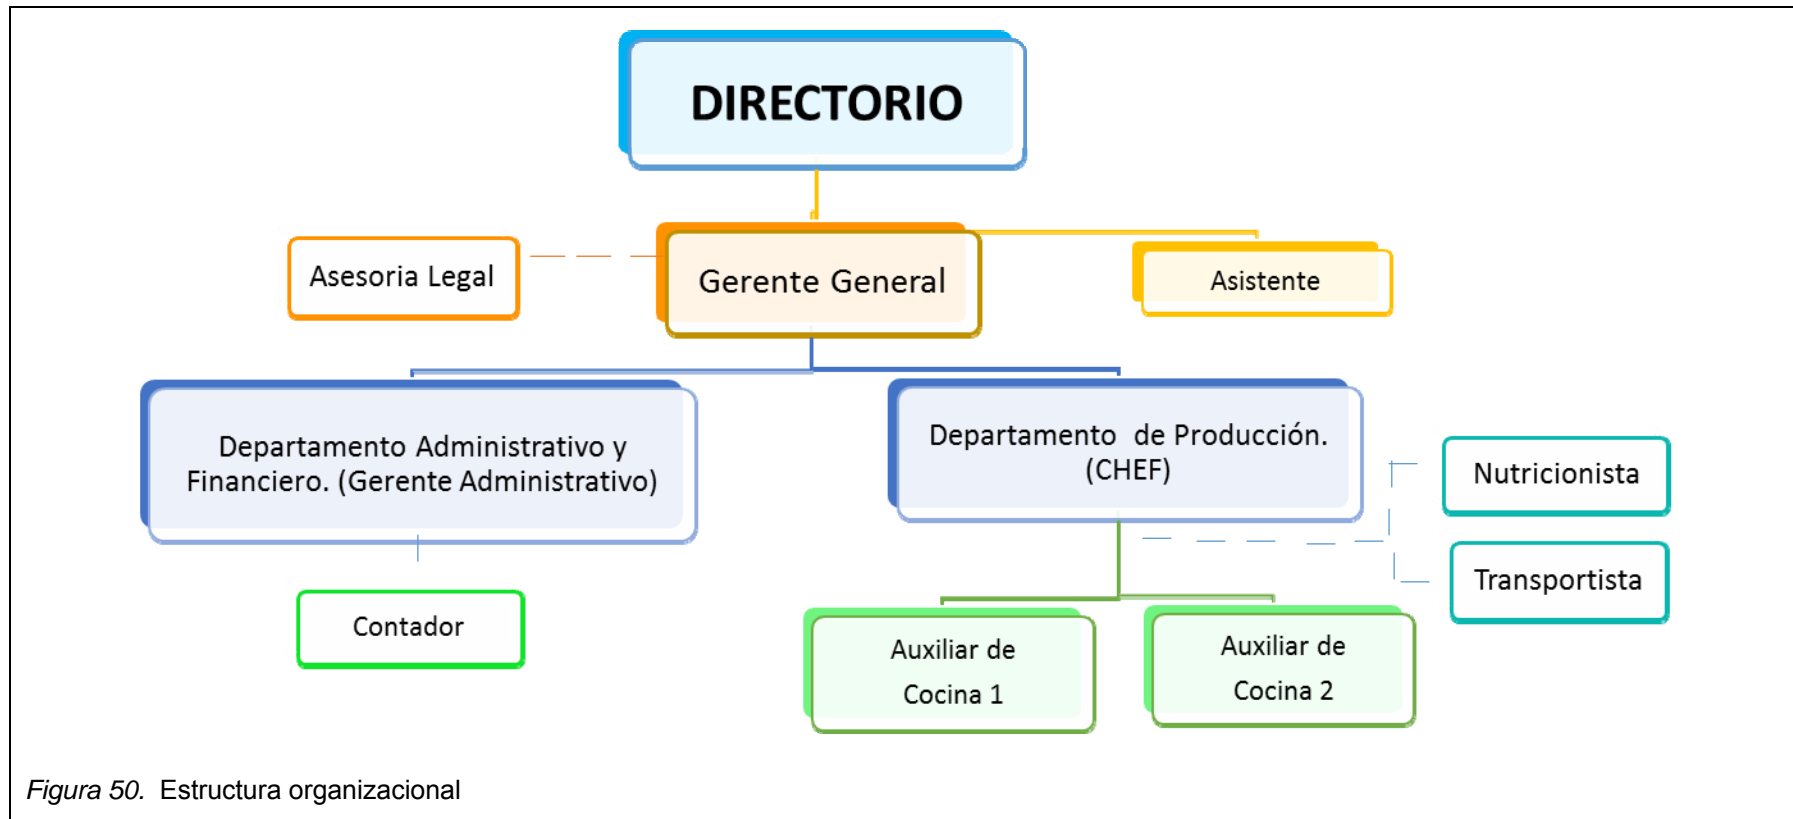 DIRECTORIO
Asesoria Legal
Gerente General
Asistente
Departamento Administrativo y
Financiero. (Gerente Administrativo)
Departamento de Producción.
(CHEF)
Nutricionista
Transportista
Contador
Auxiliar de
Cocina 1
Auxiliar de
Cocina 2
Figura 50. Estructura organizacional